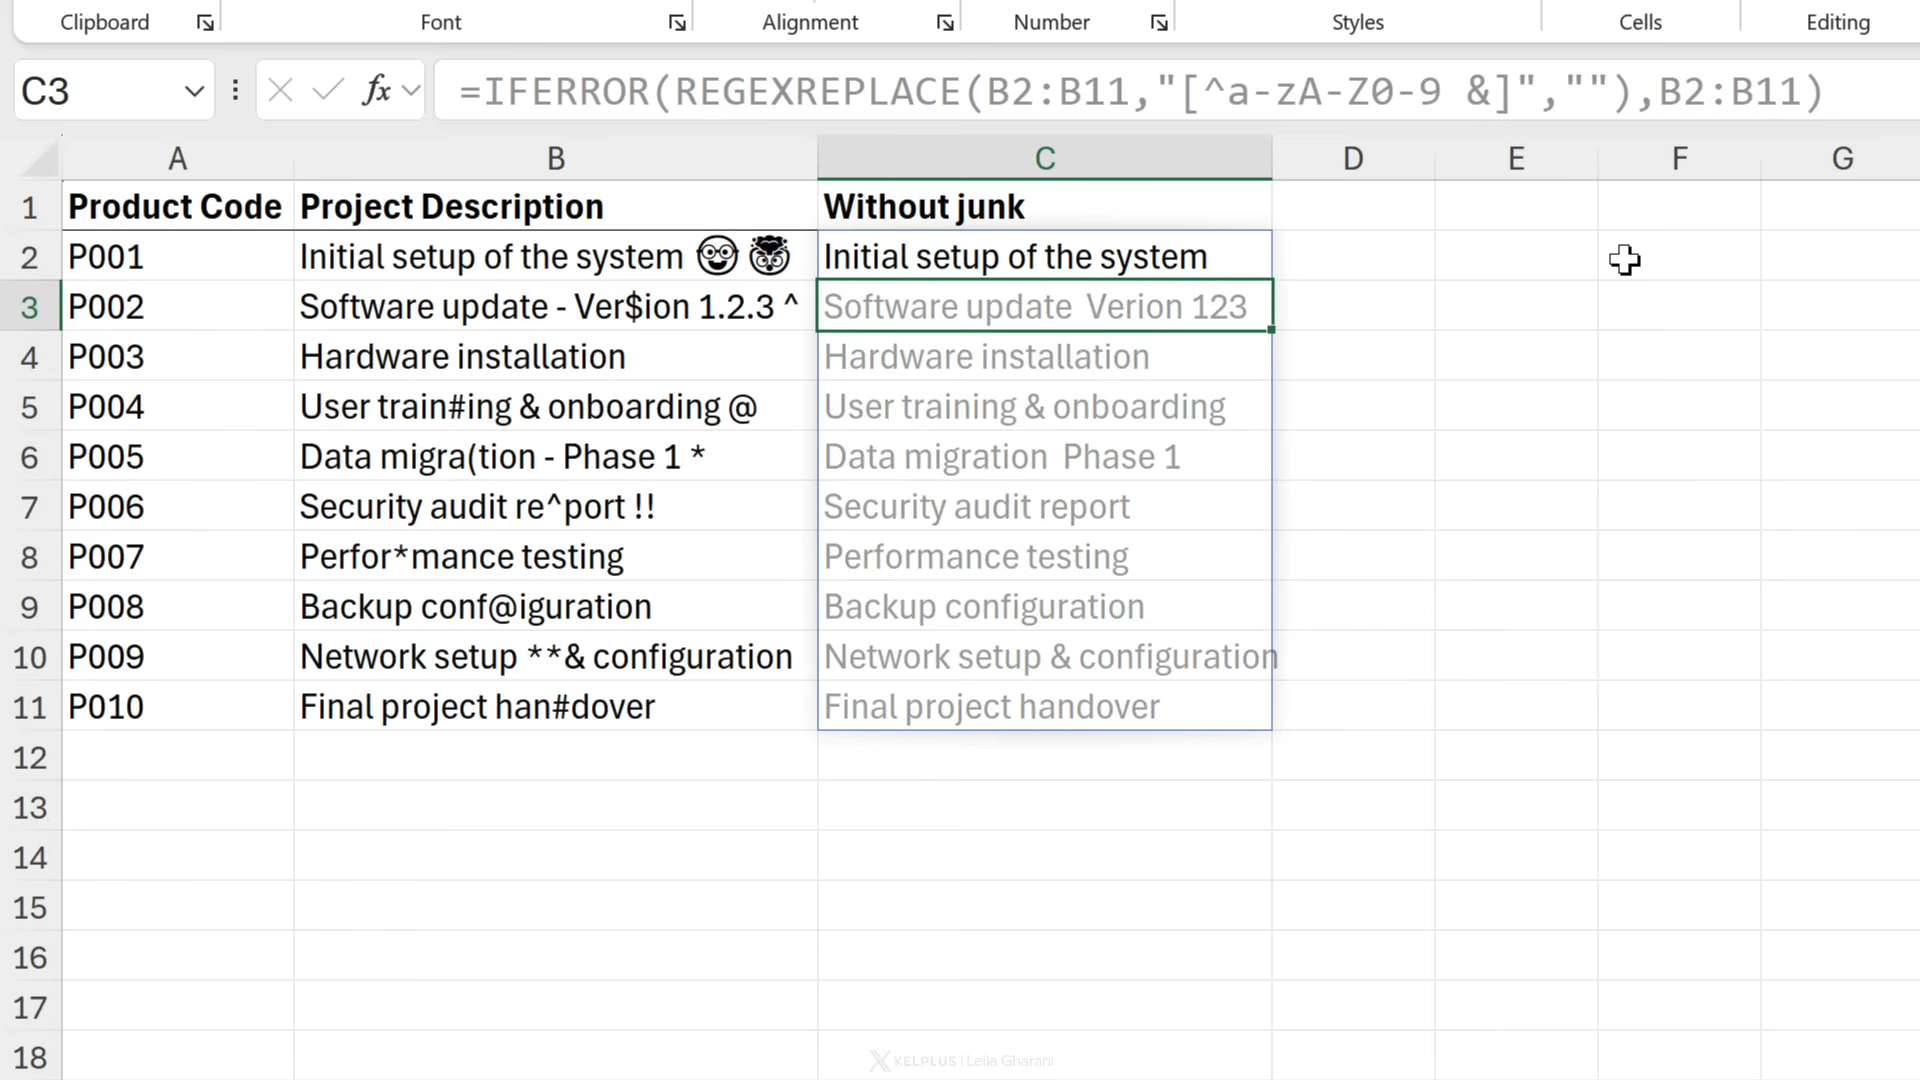 Clipboard Font Alignment Number Styles Cells Editing
C3 fx =IFERROR(REGEXREPLACE(B2:B11,"[^a-zA-Z0-9 &]",""),B2:B11)
A B C D E F G
1 Product Code Project Description Without junk
2 P001 Initial setup of the system 🤓 🤯 Initial setup of the system
3 P002 Software update - Ver$ion 1.2.3 ^ Software update  Verion 123
4 P003 Hardware installation Hardware installation
5 P004 User train#ing & onboarding @ User training & onboarding
6 P005 Data migra(tion - Phase 1 * Data migration  Phase 1
7 P006 Security audit re^port !! Security audit report
8 P007 Perfor*mance testing Performance testing
9 P008 Backup conf@iguration Backup configuration
10 P009 Network setup **& configuration Network setup & configuration
11 P010 Final project han#dover Final project handover
12
13
14
15
16
17
18
XELPLUS | Leila Gharani